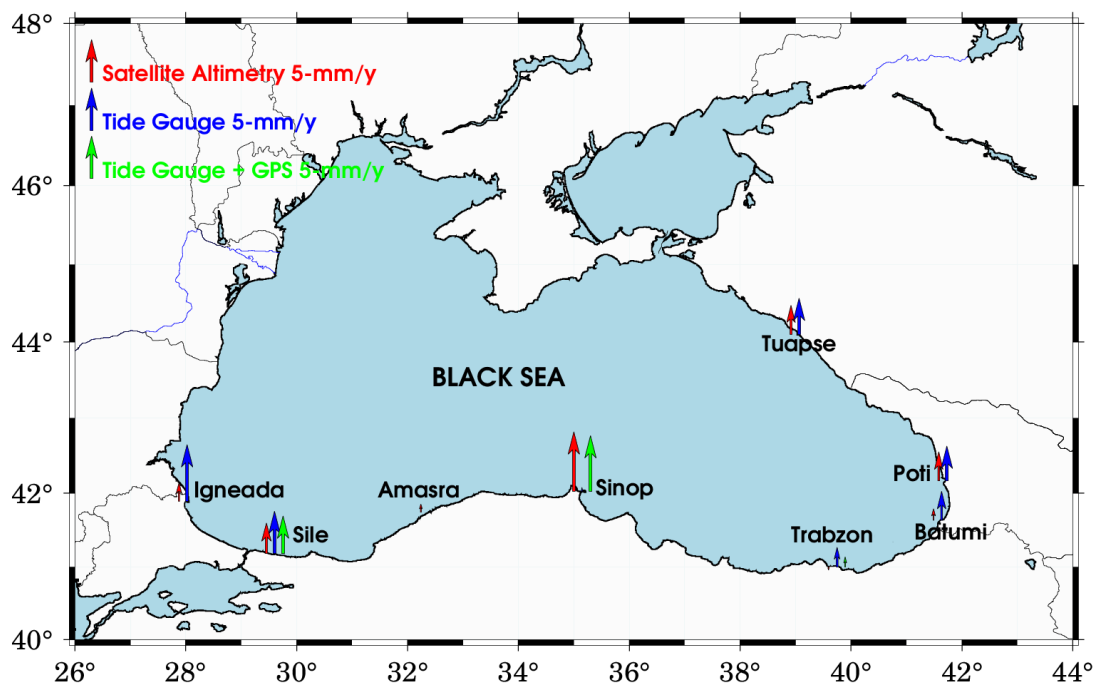 48°
46°
44°
42°
40°
Satellite Altimetry 5-mm/y
Tide Gauge 5-mm/y
Tide Gauge + GPS 5-mm/y
Tuapse
BLACK SEA
Poti
Igneada
Amasra
Sinop
Sile
Trabzon
Batumi
26° 28° 30° 32° 34° 36° 38° 40° 42° 44°